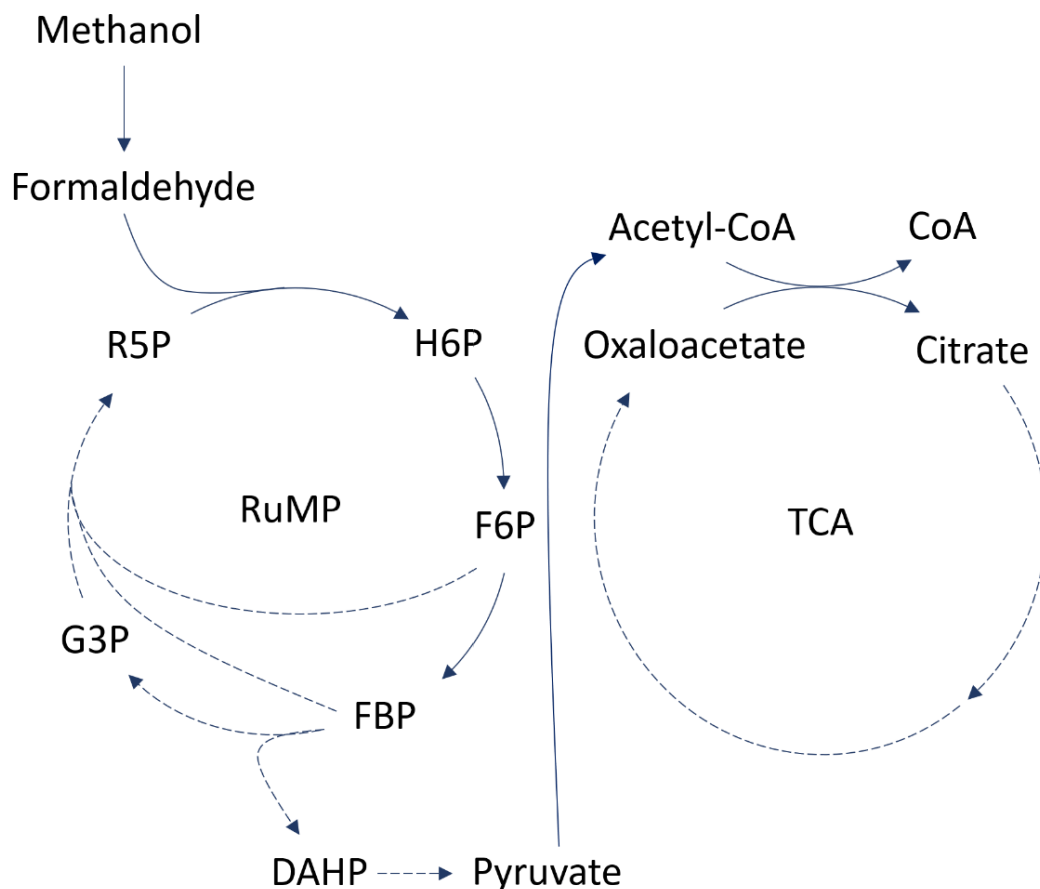 Methanol
Formaldehyde
Acetyl-CoA
CoA
R5P
H6P
Oxaloacetate
Citrate
RuMP
F6P
TCA
G3P
FBP
DAHP
Pyruvate